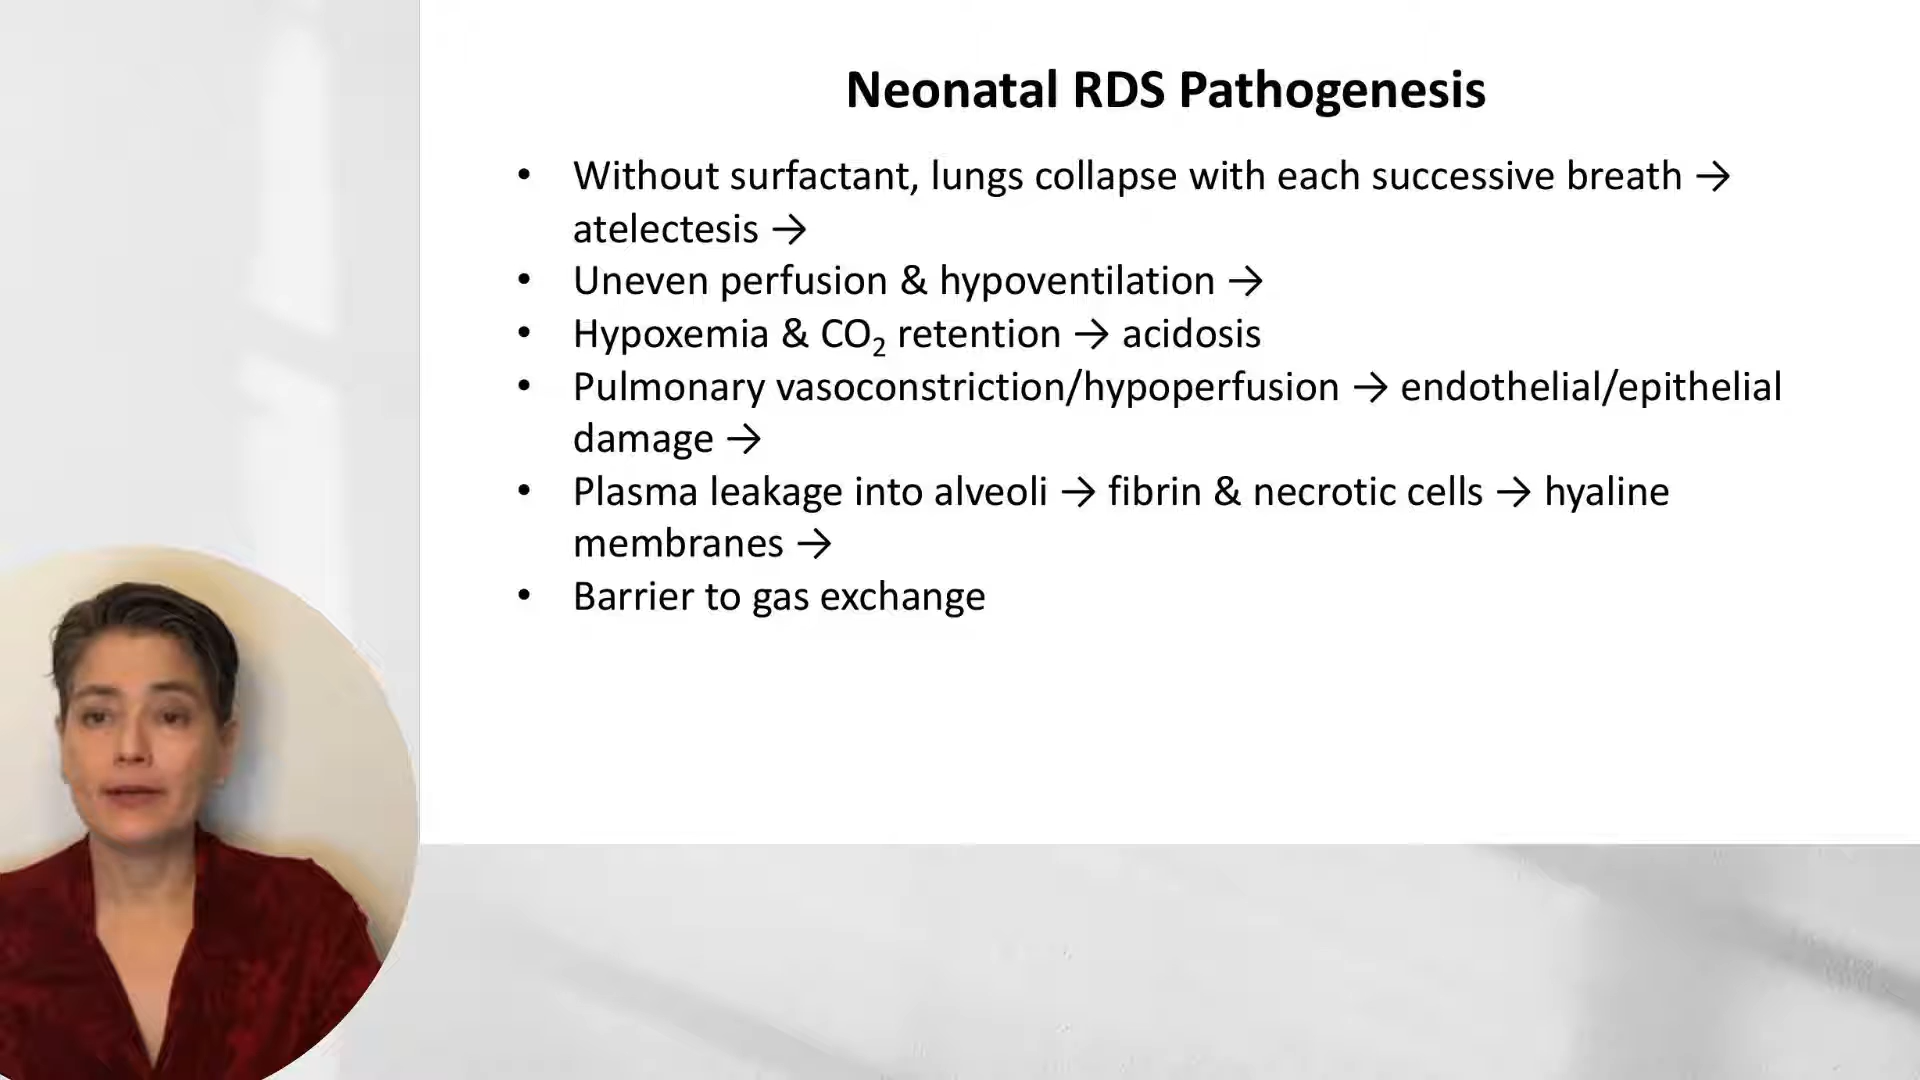 Neonatal RDS Pathogenesis
• Without surfactant, lungs collapse with each successive breath →
atelectesis →
• Uneven perfusion & hypoventilation →
• Hypoxemia & CO₂ retention → acidosis
• Pulmonary vasoconstriction/hypoperfusion → endothelial/epithelial
damage →
• Plasma leakage into alveoli → fibrin & necrotic cells → hyaline
membranes →
• Barrier to gas exchange